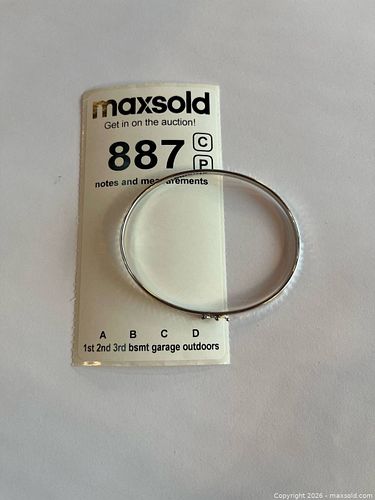 maxsold
Get in on the auction!
887 C
P
notes and measurements
A B C D
1st 2nd 3rd bsmt garage outdoors
Copyright 2026 - maxsold.com